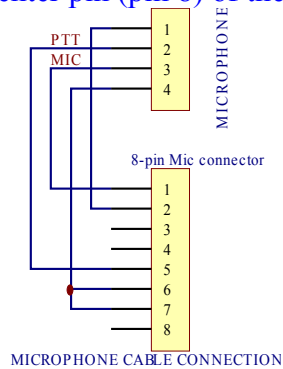 enter pin (pin 8) of the
1
PTT 2
MIC 3
4
MICROPHONE
8-pin Mic connector
1
2
3
4
5
6
7
8
MICROPHONE CABLE CONNECTION